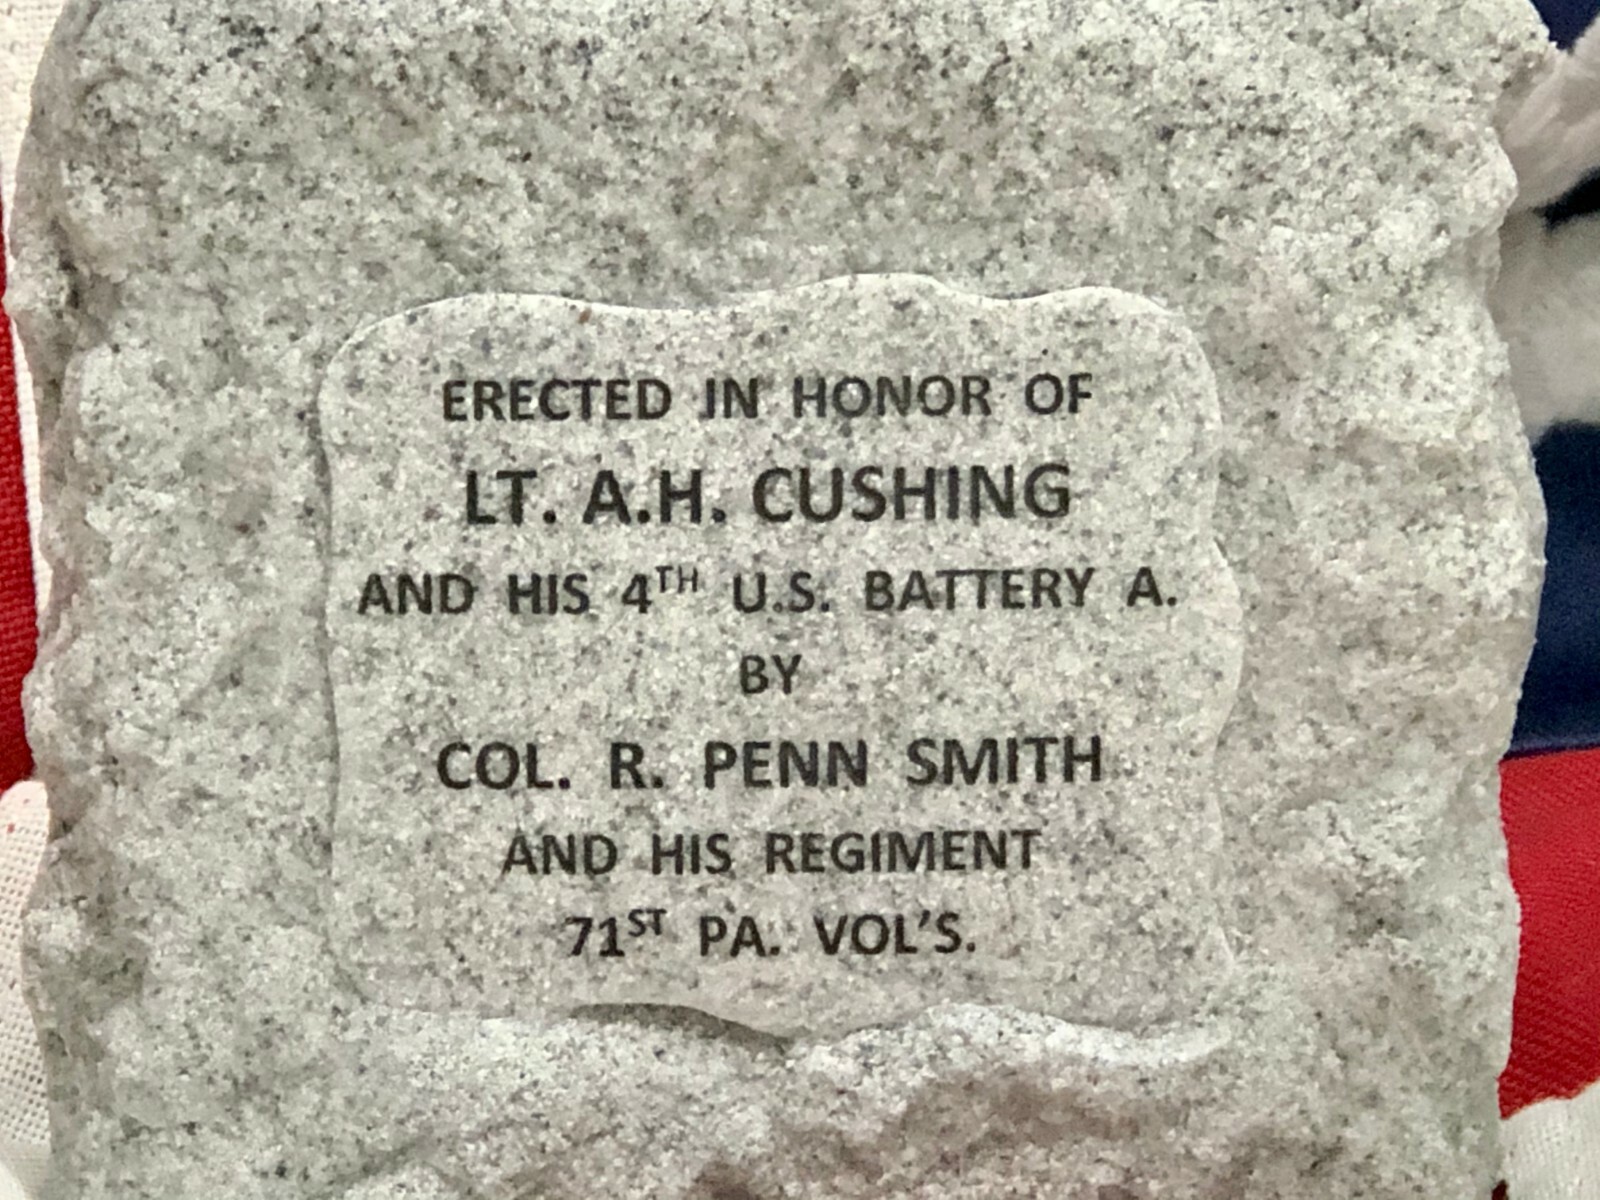 ERECTED IN HONOR OF
LT. A.H. CUSHING
AND HIS 4TH U.S. BATTERY A.
BY
COL. R. PENN SMITH
AND HIS REGIMENT
71ST PA. VOL'S.